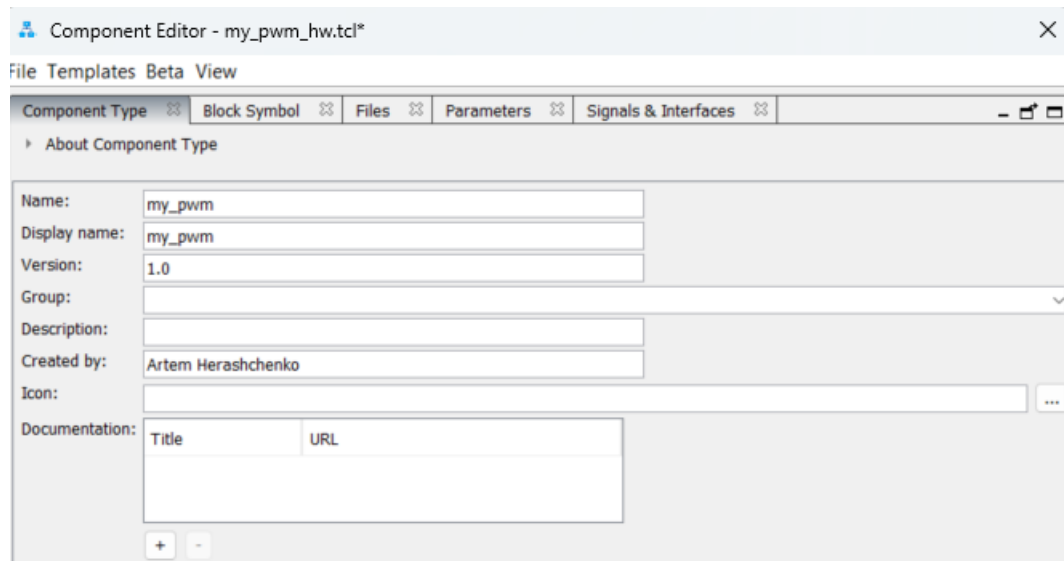 Component Editor - my_pwm_hw.tcl*
File Templates Beta View
Component Type Block Symbol Files Parameters Signals & Interfaces
About Component Type
Name: my_pwm
Display name: my_pwm
Version: 1.0
Group:
Description:
Created by: Artem Herashchenko
Icon: ...
Documentation: Title URL
+ -